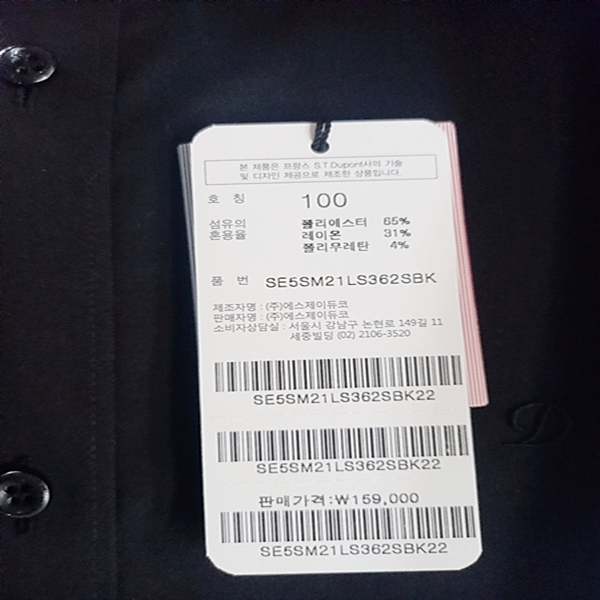 본 제품은 프랑스 S.T.Dupont사의 기술
및 디자인 제공으로 제조한 상품입니다.
호 칭 100
섬유의 폴리에스터 65%
혼용율 레이온 31%
폴리우레탄 4%
품 번 SE5SM21LS362SBK
제조자명 : (주)에스제이듀코
판매자명 : (주)에스제이듀코
소비자상담실 : 서울시 강남구 논현로 149길 11
세중빌딩 (02) 2106-3520
SE5SM21LS362SBK22
SE5SM21LS362SBK22
판매가격:₩159,000
SE5SM21LS362SBK22
D